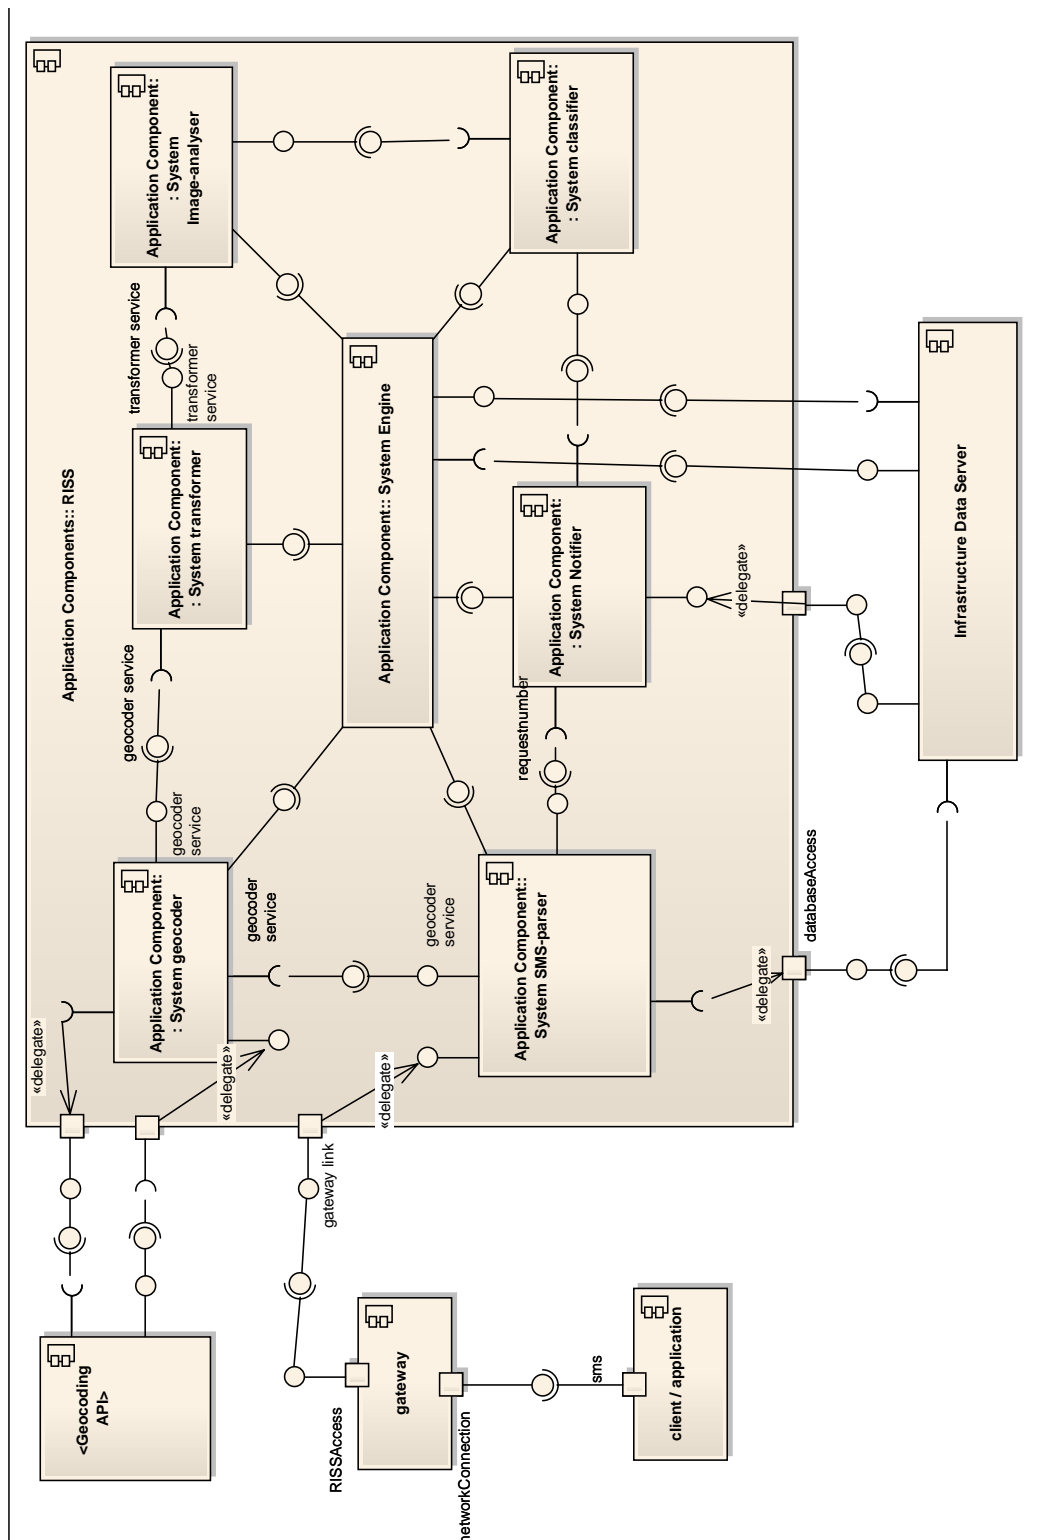 Application Components:: RISS
Application Component::
: System
Image-analyser
Application Component::
: System classifier
transformer service
transformer
service
Application Component::
: System transformer
Application Component:: System Engine
Application Component::
: System Notifier
Infrastructure Data Server
«delegate»
geocoder service
geocoder
service
requestnumber
Application Component::
: System geocoder
geocoder
service
geocoder
service
Application Component::
System SMS-parser
databaseAccess
«delegate»
«delegate»
«delegate»
«delegate»
gateway link
<Geocoding
API>
RISSAccess
gateway
networkConnection
sms
client / application